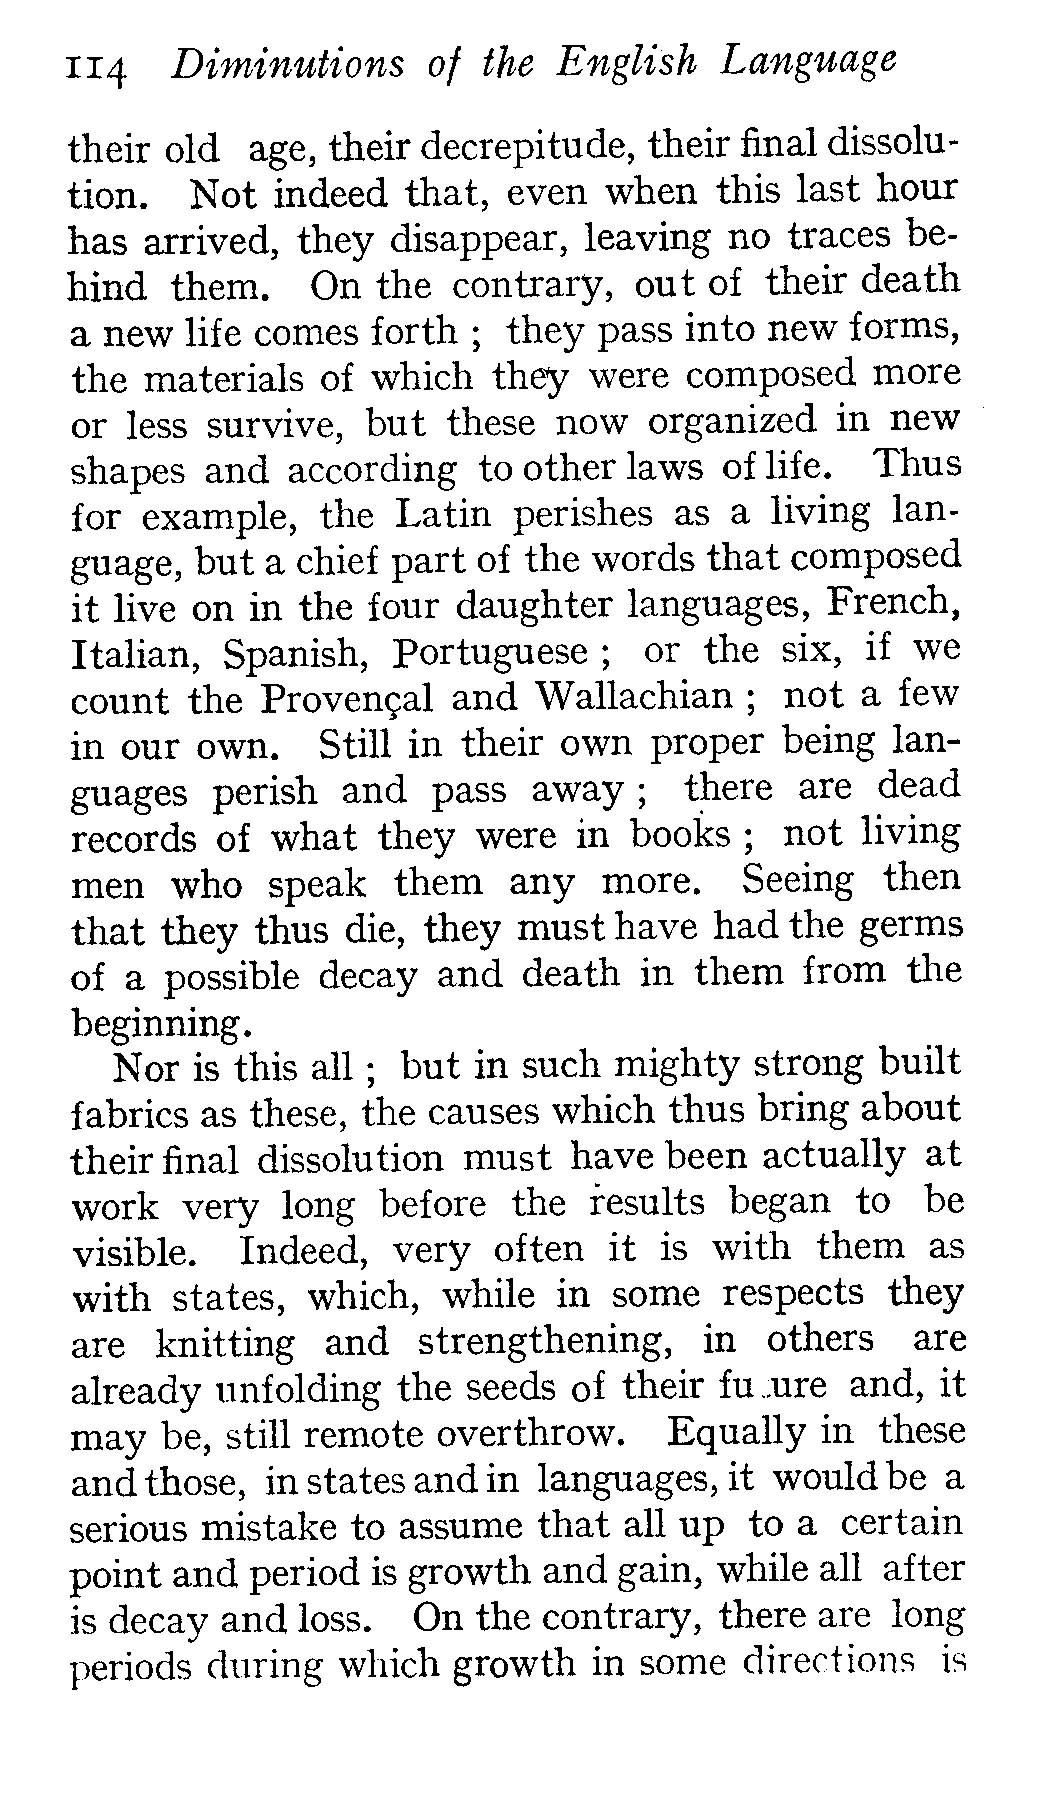 114 Diminutions of the English Language
their old age, their decrepitude, their final dissolu-
tion. Not indeed that, even when this last hour
has arrived, they disappear, leaving no traces be-
hind them. On the contrary, out of their death
a new life comes forth ; they pass into new forms,
the materials of which they were composed more
or less survive, but these now organized in new
shapes and according to other laws of life. Thus
for example, the Latin perishes as a living lan-
guage, but a chief part of the words that composed
it live on in the four daughter languages, French,
Italian, Spanish, Portuguese ; or the six, if we
count the Provençal and Wallachian ; not a few
in our own. Still in their own proper being lan-
guages perish and pass away ; there are dead
records of what they were in books ; not living
men who speak them any more. Seeing then
that they thus die, they must have had the germs
of a possible decay and death in them from the
beginning.
Nor is this all ; but in such mighty strong built
fabrics as these, the causes which thus bring about
their final dissolution must have been actually at
work very long before the results began to be
visible. Indeed, very often it is with them as
with states, which, while in some respects they
are knitting and strengthening, in others are
already unfolding the seeds of their future and, it
may be, still remote overthrow. Equally in these
and those, in states and in languages, it would be a
serious mistake to assume that all up to a certain
point and period is growth and gain, while all after
is decay and loss. On the contrary, there are long
periods during which growth in some directions is